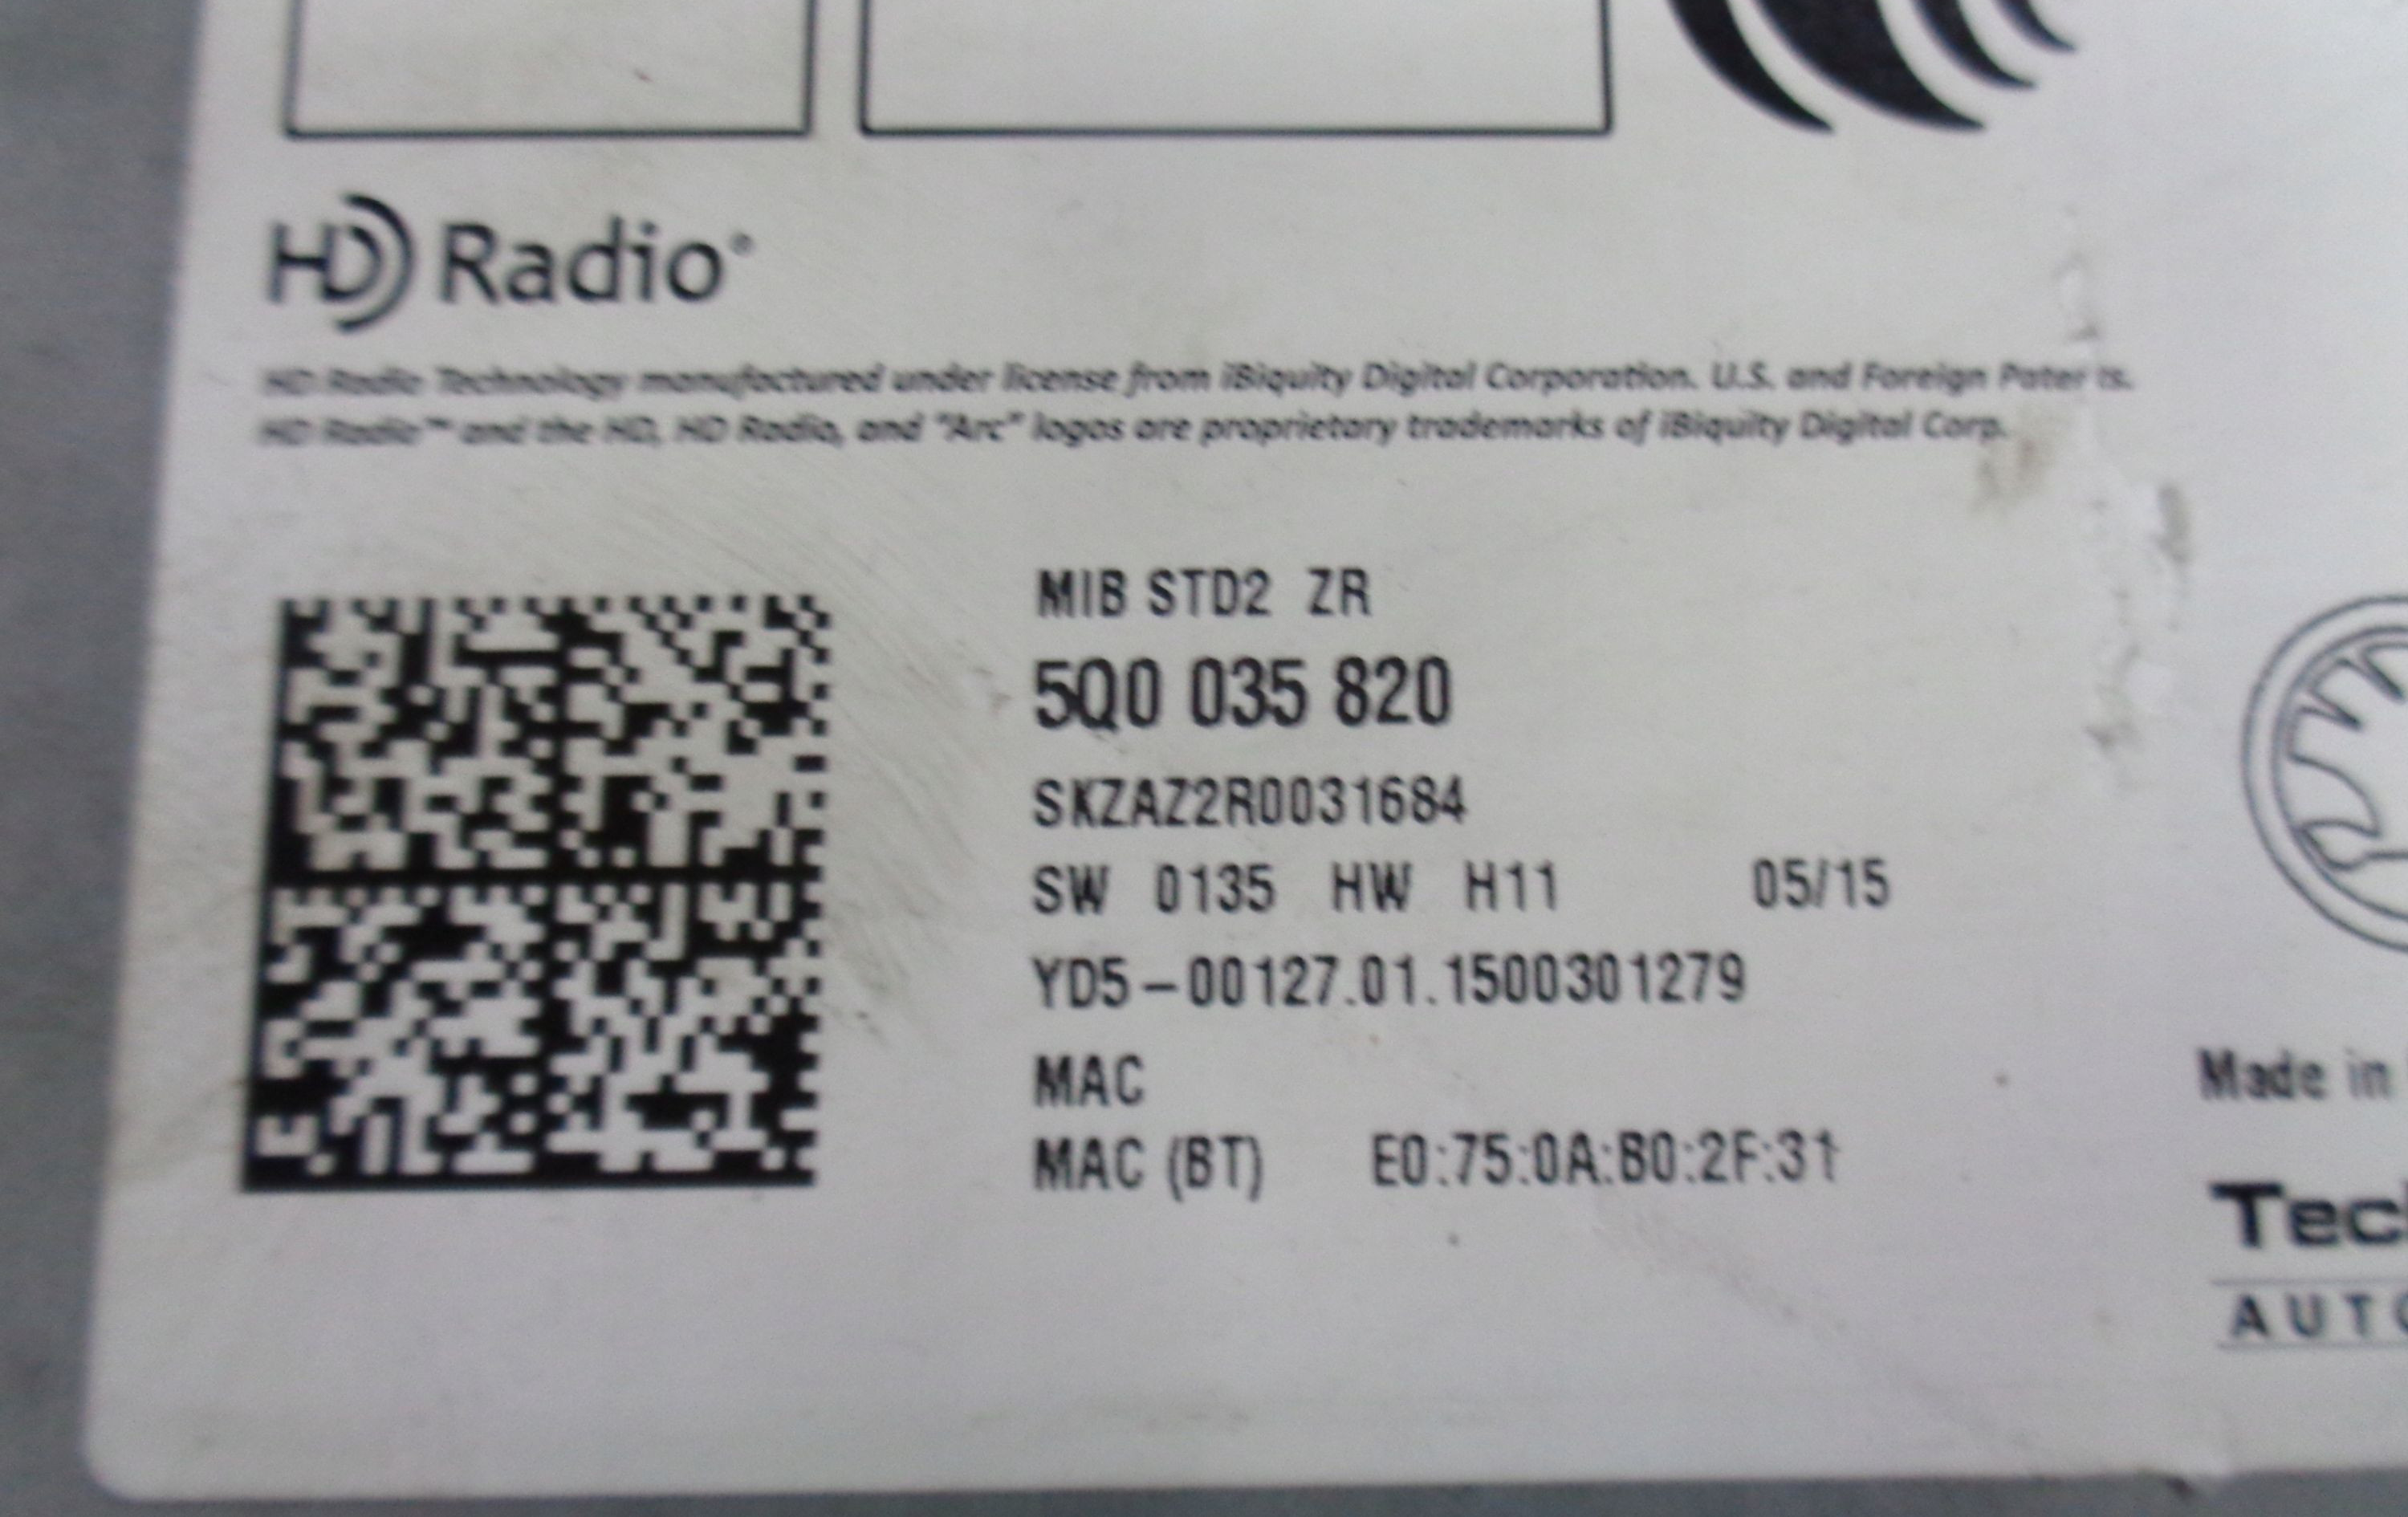 HD Radio®
HD Radio Technology manufactured under license from iBiquity Digital Corporation. U.S. and Foreign Patents.
HD Radio™ and the HD, HD Radio, and "Arc" logos are proprietary trademarks of iBiquity Digital Corp.
MIB STD2 ZR
5Q0 035 820
SKZAZ2R0031684
SW 0135 HW H11 05/15
YD5-00127.01.1500301279
MAC
MAC (BT) E0:75:0A:B0:2F:31
Made in
Tec
AUTO